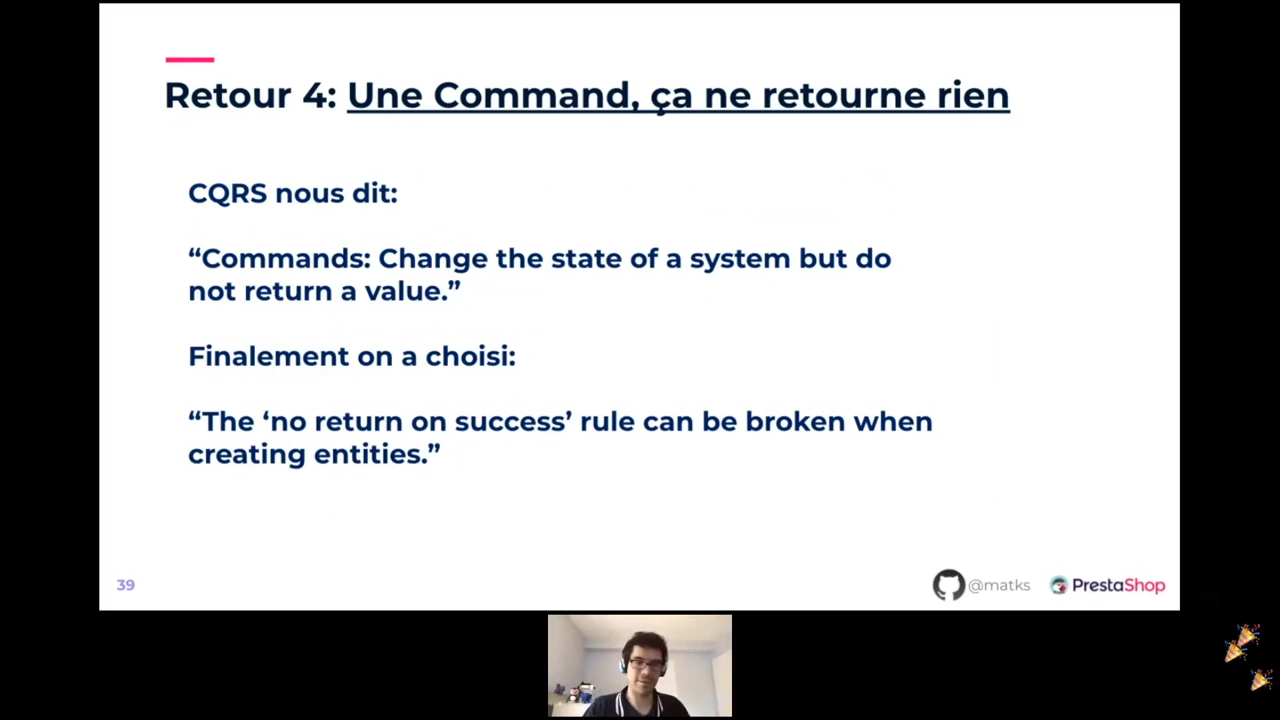 Retour 4: Une Command, ça ne retourne rien
CQRS nous dit:
“Commands: Change the state of a system but do
not return a value.”
Finalement on a choisi:
“The ‘no return on success’ rule can be broken when
creating entities.”
39
@matks
PrestaShop